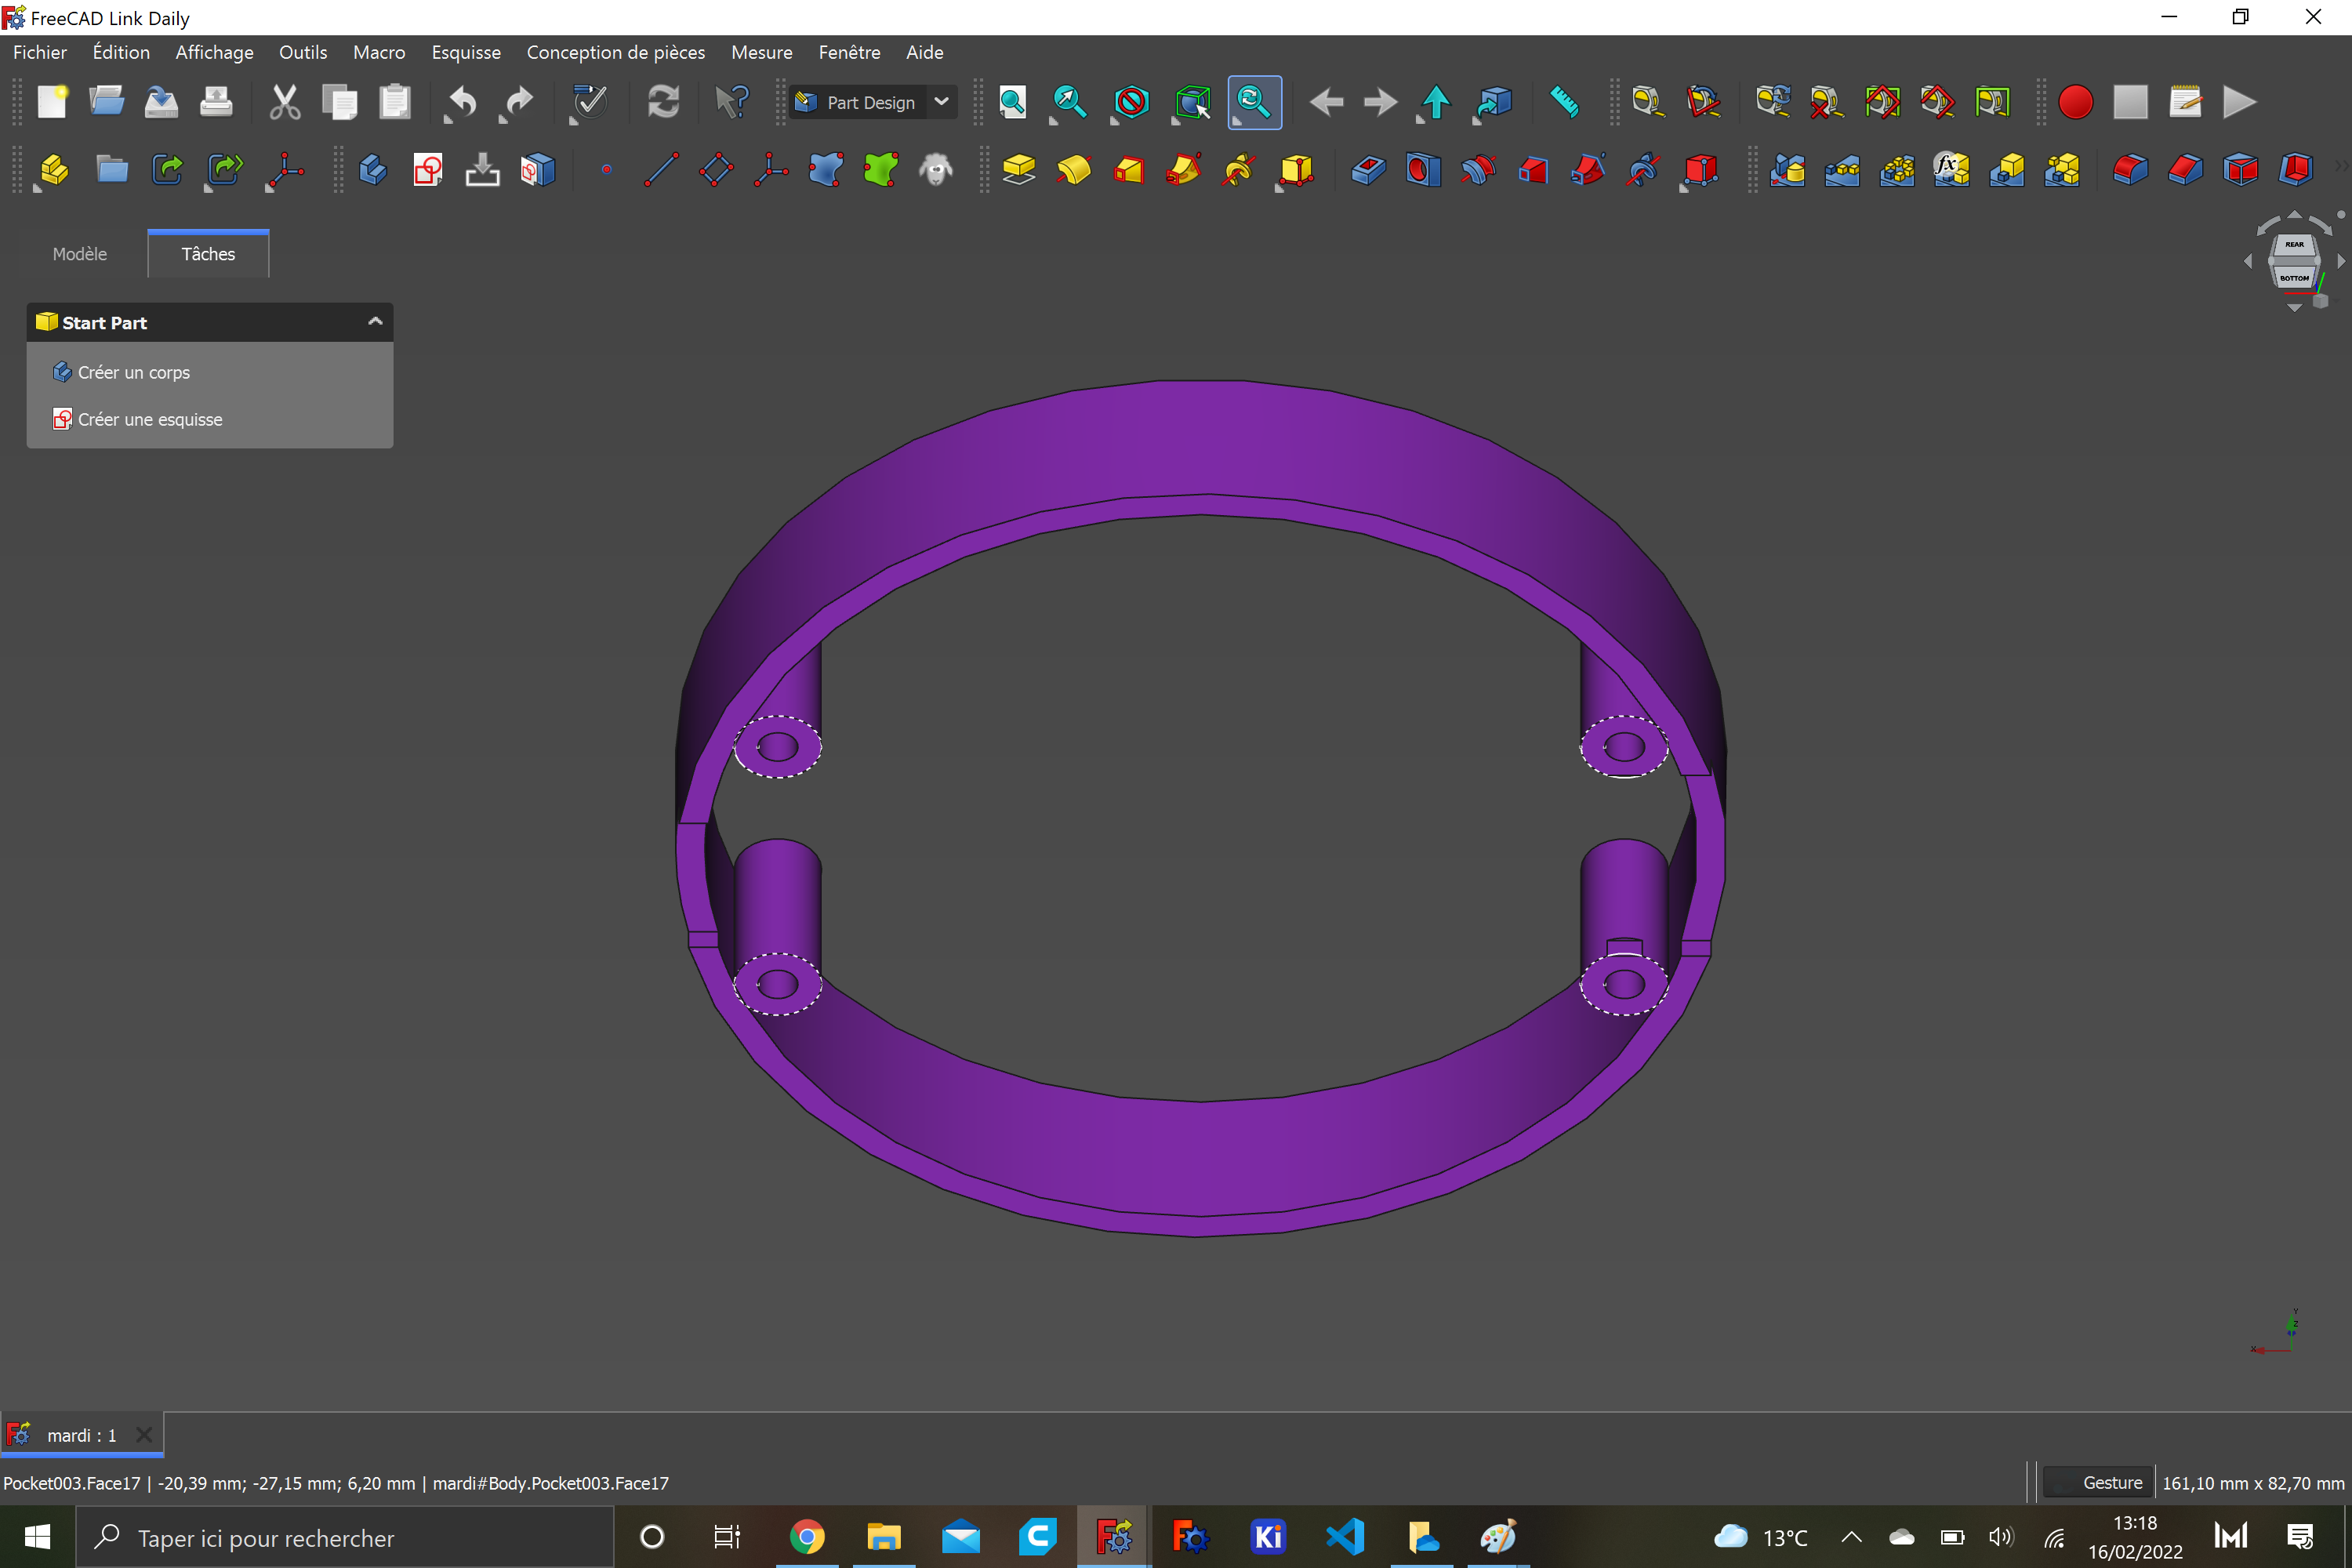 FreeCAD Link Daily
Fichier Édition Affichage Outils Macro Esquisse Conception de pièces Mesure Fenêtre Aide
Part Design
fx
Modèle Tâches
REAR
BOTTOM
Start Part
Créer un corps
Créer une esquisse
Y
Z
X
mardi : 1
Pocket003.Face17 | -20,39 mm; -27,15 mm; 6,20 mm | mardi#Body.Pocket003.Face17
Gesture 161,10 mm x 82,70 mm
Taper ici pour rechercher
Ki
13°C
13:18
16/02/2022